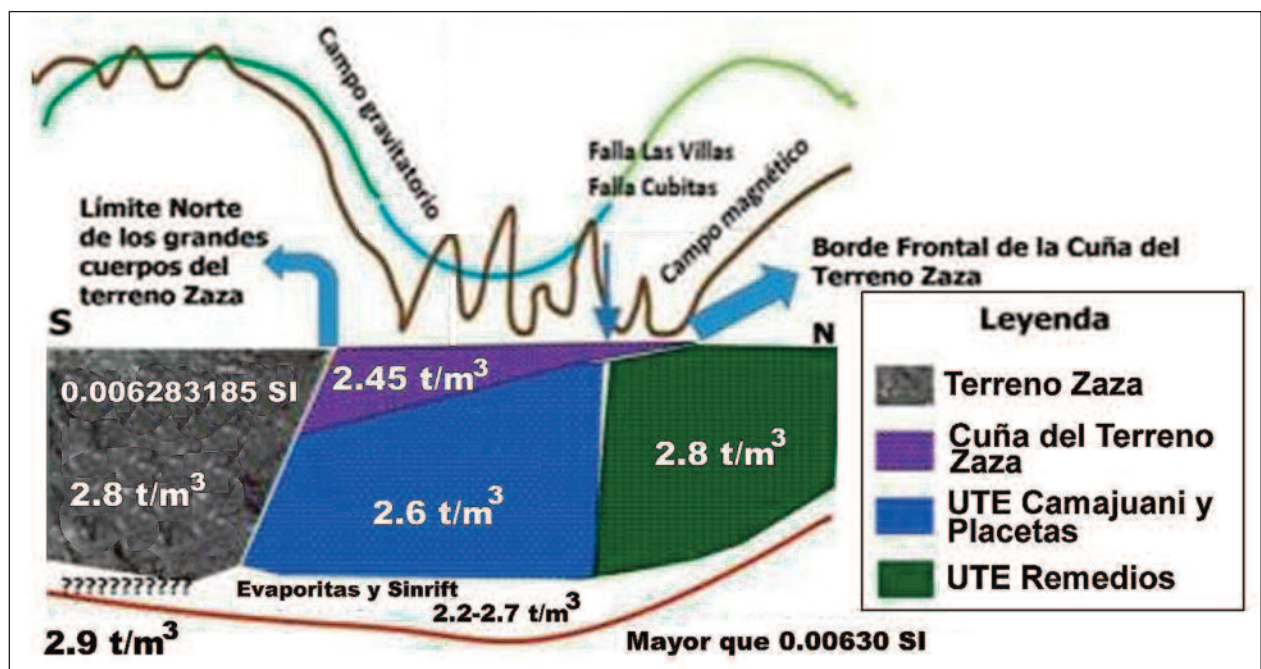 Campo gravitatorio
Falla Las Villas
Falla Cubitas
Campo magnético
Límite Norte
de los grandes
cuerpos del
terreno Zaza
Borde Frontal de la Cuña del
Terreno Zaza
S
N
0.006283185 SI
2.8 t/m³
2.45 t/m³
2.6 t/m³
2.8 t/m³
???????????
Evaporitas y Sinrift
2.2-2.7 t/m³
2.9 t/m³
Mayor que 0.00630 SI
Leyenda
Terreno Zaza
Cuña del Terreno
Zaza
UTE Camajuani y
Placetas
UTE Remedios